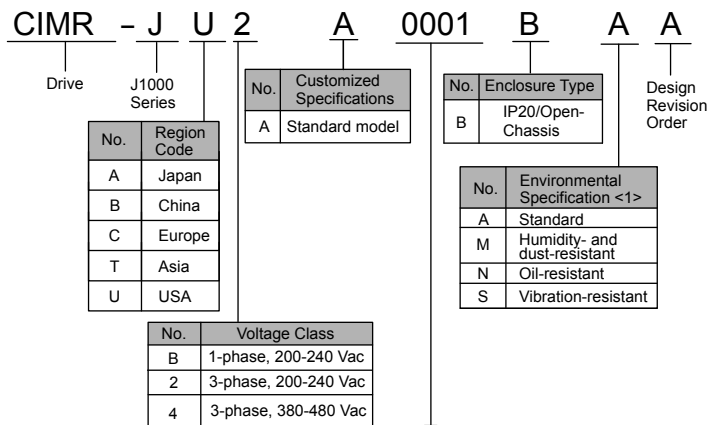 CIMR - J U 2 A 0001 B A A
Drive
J1000
Series
Design
Revision
Order
No. Customized
Specifications
A Standard model
No. Enclosure Type
B IP20/Open-
Chassis
No. Region
Code
A Japan
B China
C Europe
T Asia
U USA
No. Environmental
Specification <1>
A Standard
M Humidity- and
dust-resistant
N Oil-resistant
S Vibration-resistant
No. Voltage Class
B 1-phase, 200-240 Vac
2 3-phase, 200-240 Vac
4 3-phase, 380-480 Vac